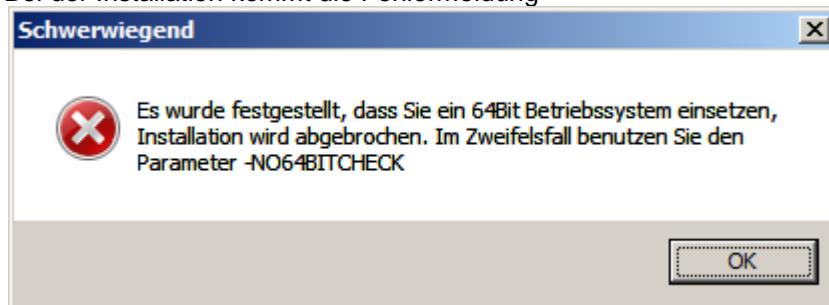 Bei der Installation kommt die Fehlermeldung
Schwerwiegend
Es wurde festgestellt, dass Sie ein 64Bit Betriebssystem einsetzen,
Installation wird abgebrochen. Im Zweifelsfall benutzen Sie den
Parameter -NO64BITCHECK
OK